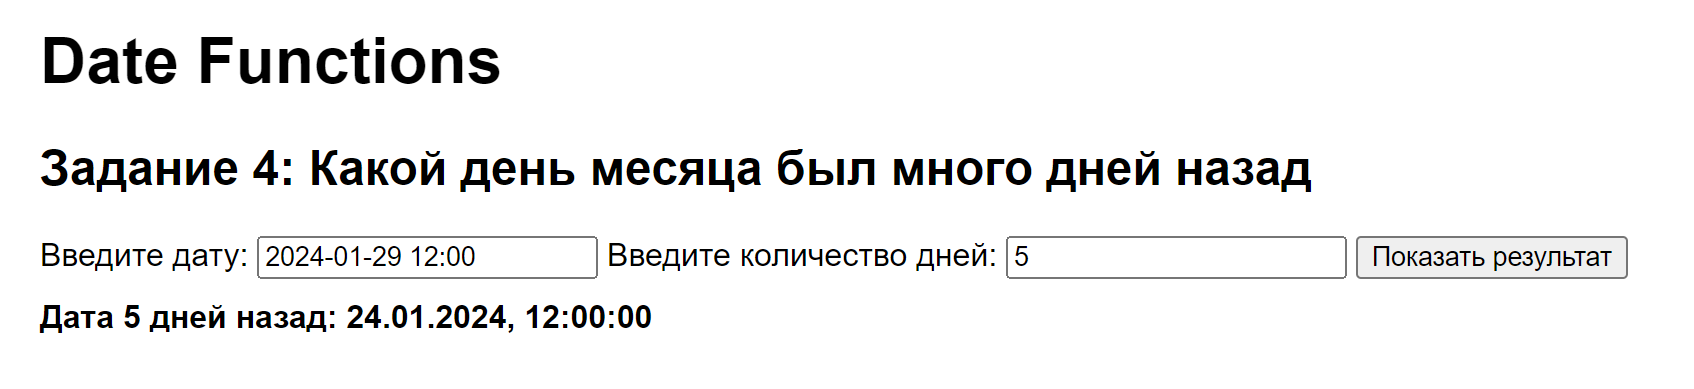 Date Functions
Задание 4: Какой день месяца был много дней назад
Введите дату: 2024-01-29 12:00 Введите количество дней: 5 Показать результат
Дата 5 дней назад: 24.01.2024, 12:00:00